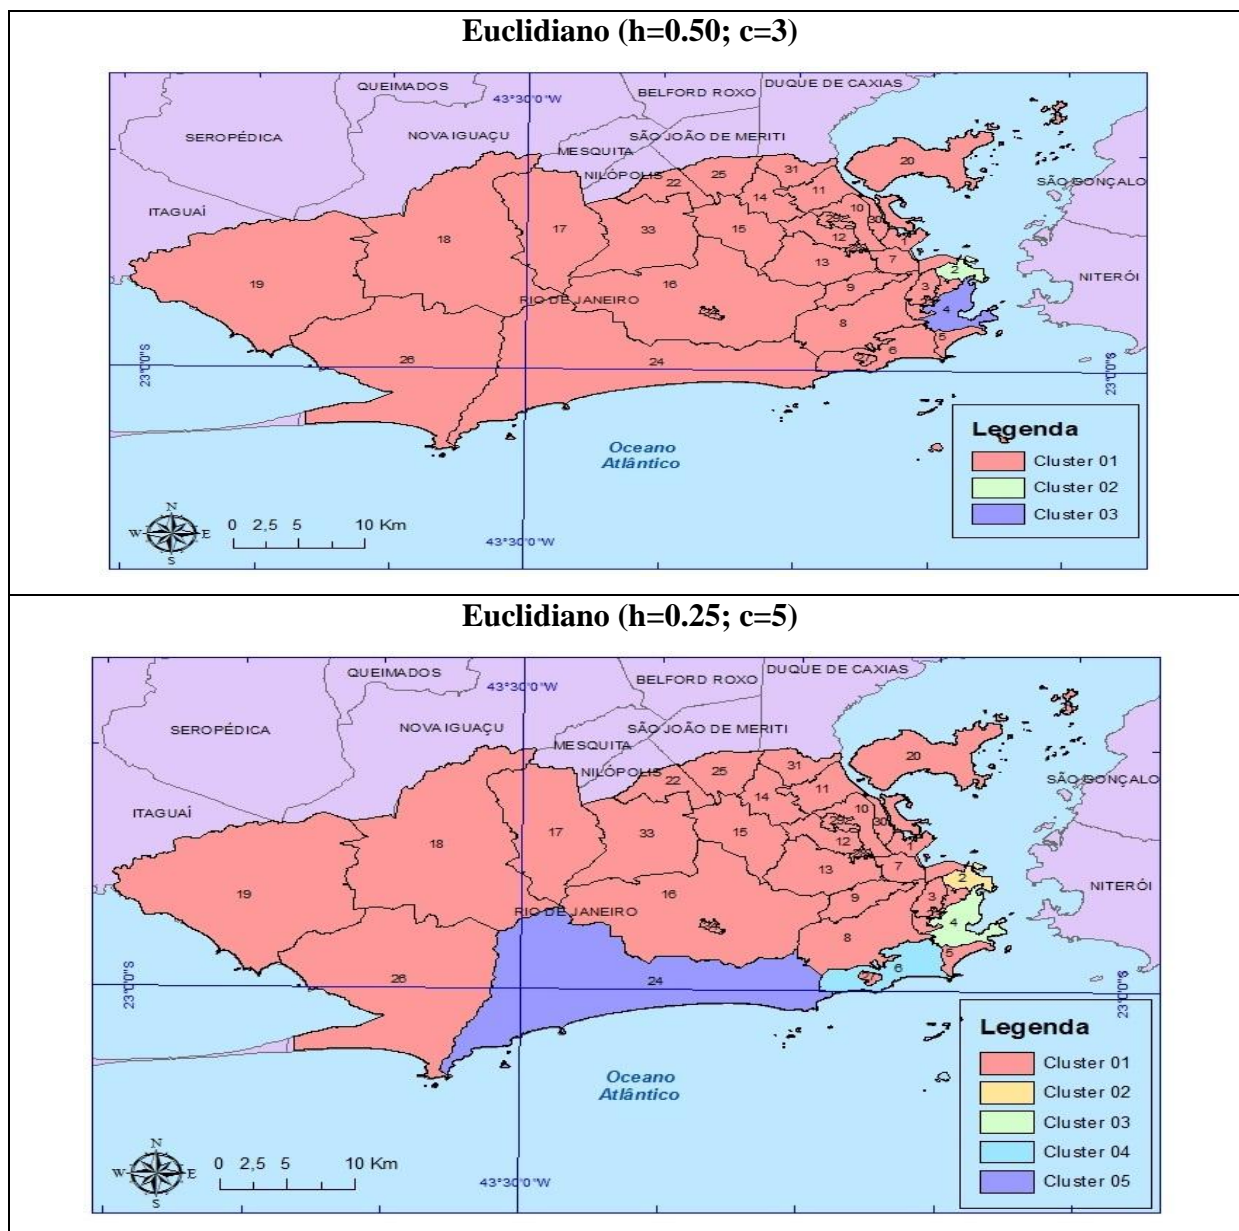 Euclidiano (h=0.50; c=3)
QUEIMADOS
43°30'0"W
BELFORD ROXO
DUQUE DE CAXIAS
SEROPÉDICA
NOVA IGUAÇU
SÃO JOÃO DE MERITI
MESQUITA
NILÓPOLIS
SÃO GONÇALO
ITAGUAÍ
20
31
25
22
11
14
10
30
18
17
33
15
12
1
13
7
2
NITERÓI
19
16
9
3
RIO DE JANEIRO
4
8
5
6
26
24
27
23°0'0"S
23°0'0"S
Oceano
Atlântico
Legenda
Cluster 01
Cluster 02
Cluster 03
N
W
E
S
0 2,5 5 10 Km
43°30'0"W
Euclidiano (h=0.25; c=5)
QUEIMADOS
43°30'0"W
BELFORD ROXO
DUQUE DE CAXIAS
SEROPÉDICA
NOVA IGUAÇU
SÃO JOÃO DE MERITI
MESQUITA
NILÓPOLIS
SÃO GONÇALO
ITAGUAÍ
20
31
25
22
11
14
10
30
18
17
33
15
12
1
13
7
2
NITERÓI
19
16
9
3
RIO DE JANEIRO
4
8
5
6
26
24
27
23°0'0"S
23°0'0"S
Oceano
Atlântico
Legenda
Cluster 01
Cluster 02
Cluster 03
Cluster 04
Cluster 05
N
W
E
S
0 2,5 5 10 Km
43°30'0"W